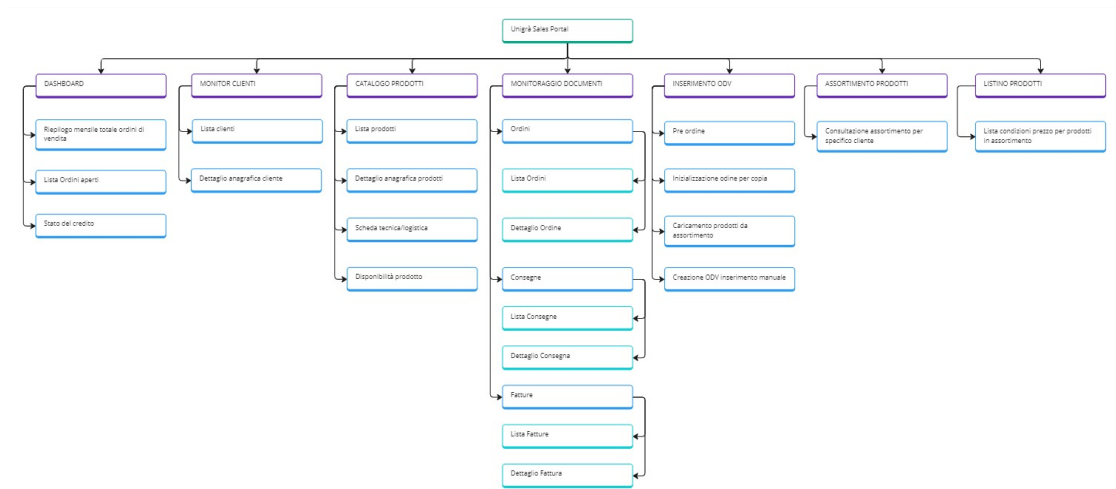 Unigrà Sales Portal
DASHBOARD
Riepilogo mensile totale ordini di
vendita
Lista Ordini aperti
Stato del credito
MONITOR CLIENTI
Lista clienti
Dettaglio anagrafica cliente
CATALOGO PRODOTTI
Lista prodotti
Dettaglio anagrafica prodotti
Scheda tecnica/logistica
Disponibilità prodotto
MONITORAGGIO DOCUMENTI
Ordini
Lista Ordini
Dettaglio Ordine
Consegne
Lista Consegne
Dettaglio Consegna
Fatture
Lista Fatture
Dettaglio Fattura
INSERIMENTO ODV
Pre ordine
Inizializzazione odine per copia
Caricamento prodotti da
assortimento
Creazione ODV inserimento manuale
ASSORTIMENTO PRODOTTI
Consultazione assortimento per
specifico cliente
LISTINO PRODOTTI
Lista condizioni prezzo per prodotti
in assortimento